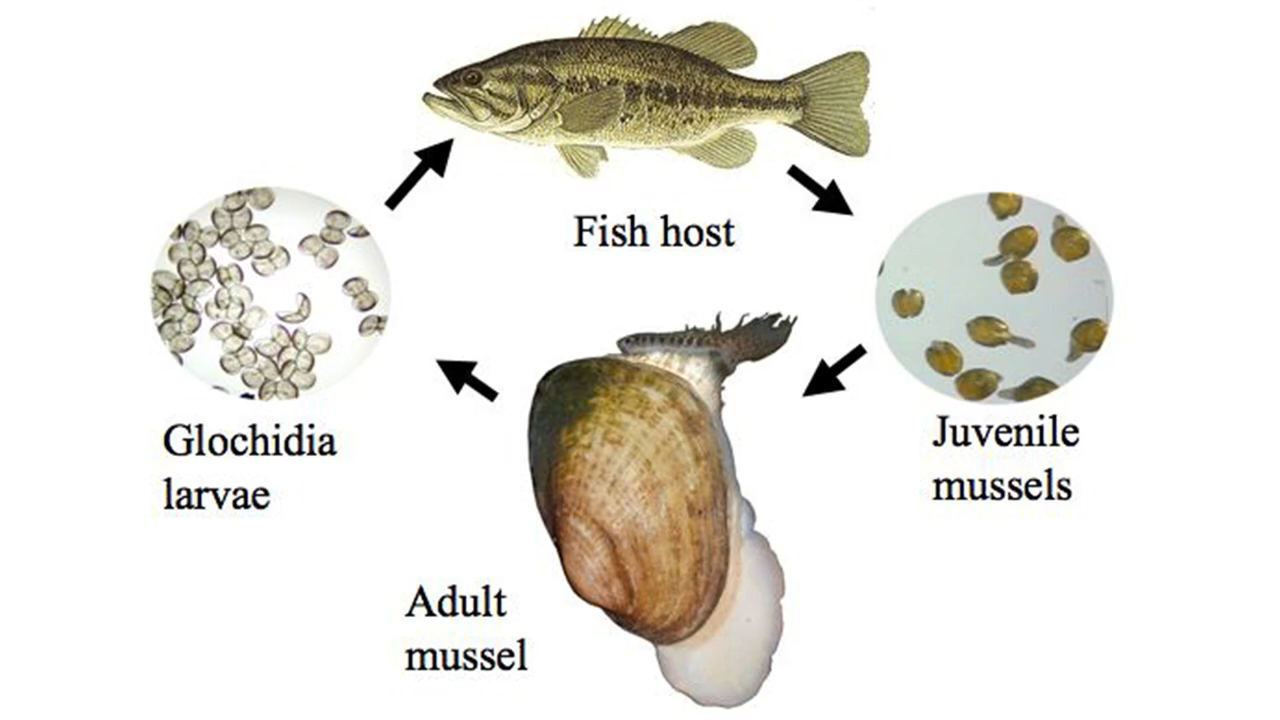 Fish host
Glochidia
larvae
Juvenile
mussels
Adult
mussel